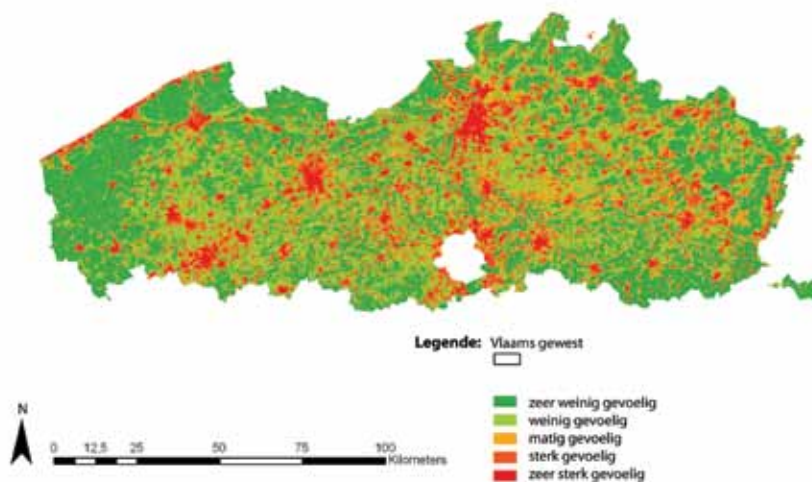 Legende: Vlaams gewest
zeer weinig gevoelig
weinig gevoelig
matig gevoelig
sterk gevoelig
zeer sterk gevoelig
N
0 12,5 25 50 75 100
Kilometers